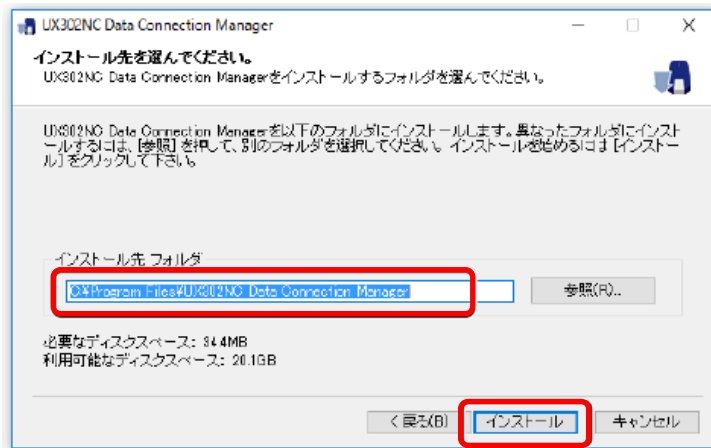 UX302NC Data Connection Manager
インストール先を選んでください。
UX302NC Data Connection Managerをインストールするフォルダを選んでください。
UX302NC Data Connection Managerを以下のフォルダにインストールします。異なったフォルダにインスト
ールするには、[参照] を押して、別のフォルダを選択してください。インストールを始めるには [インストー
ル] をクリックして下さい。
インストール先 フォルダ
C:¥Program Files¥UX302NC Data Connection Manager
参照(R)...
必要なディスクスペース: 34.4MB
利用可能なディスクスペース: 20.1GB
< 戻る(B)
インストール
キャンセル